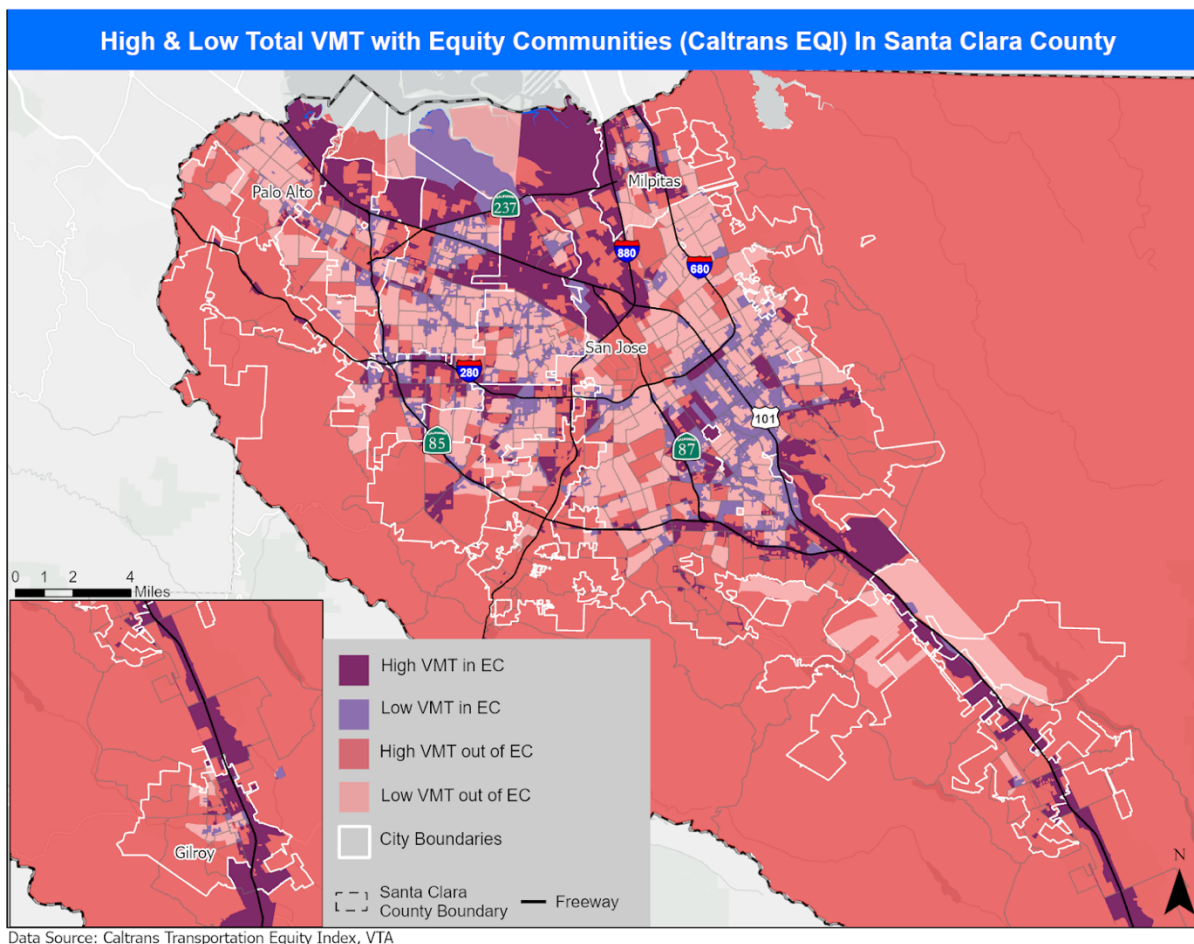 High & Low Total VMT with Equity Communities (Caltrans EQI) In Santa Clara County
Palo Alto
Milpitas
CALIFORNIA
237
880
680
San Jose
280
101
CALIFORNIA
85
CALIFORNIA
87
0 1 2 4
Miles
Gilroy
High VMT in EC
Low VMT in EC
High VMT out of EC
Low VMT out of EC
City Boundaries
Santa Clara
County Boundary
Freeway
N
Data Source: Caltrans Transportation Equity Index, VTA